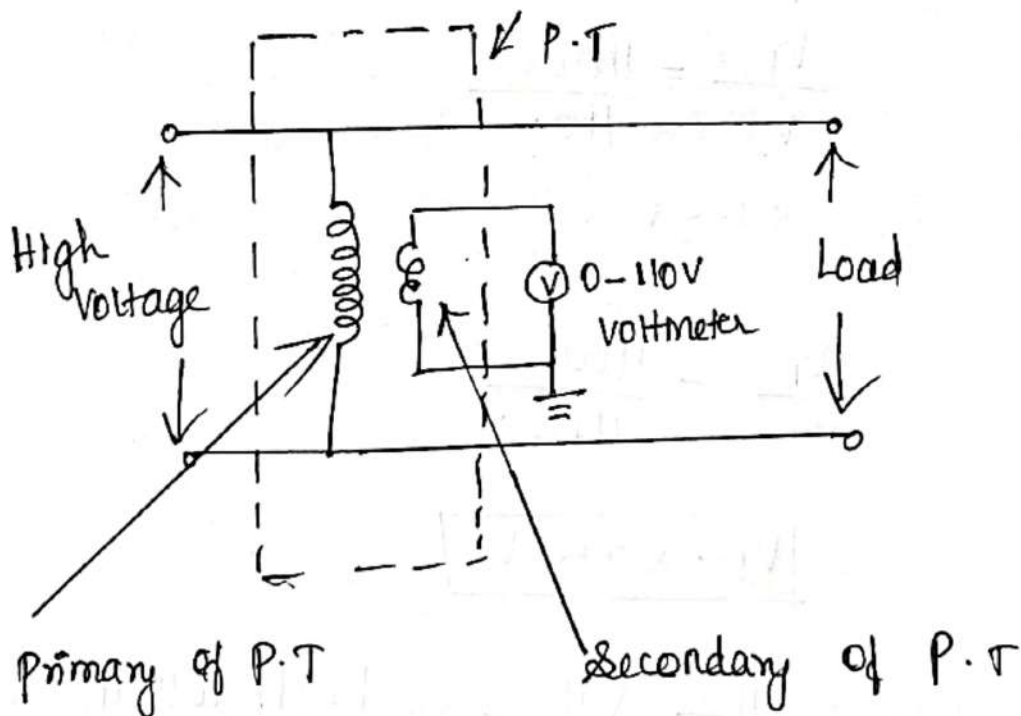 P.T
High
voltage
0-110V
voltmeter
Load
V
Primary of P.T
Secondary of P.T